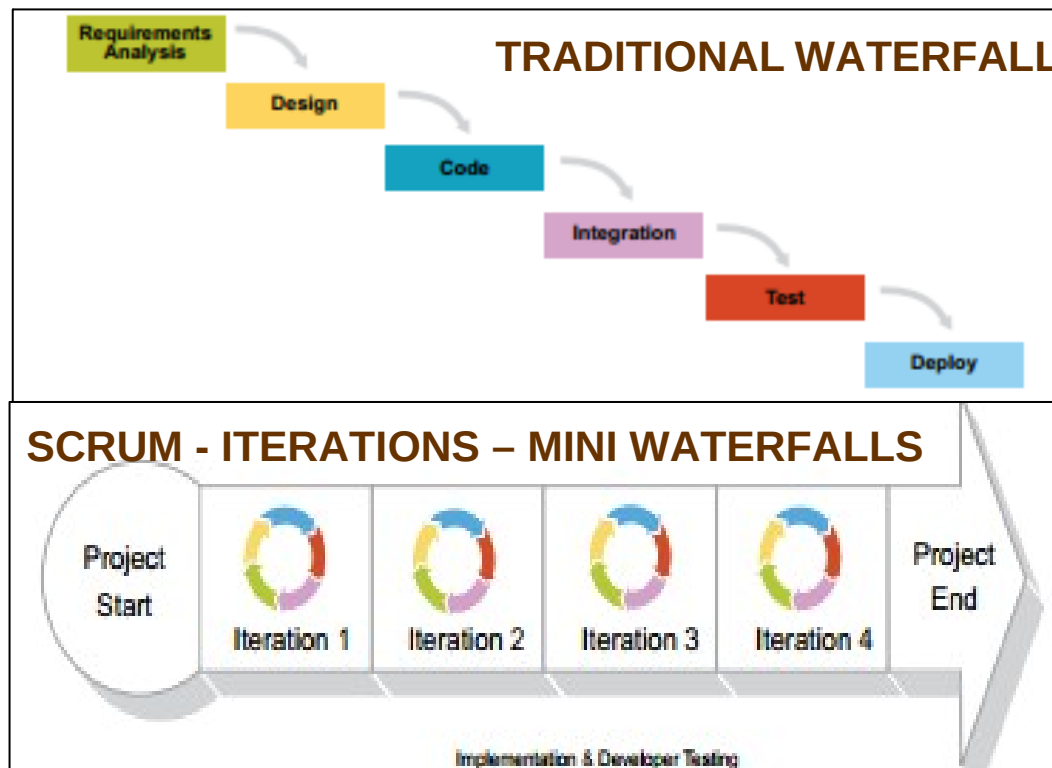 Requirements
Analysis
TRADITIONAL WATERFALL
Design
Code
Integration
Test
Deploy
SCRUM - ITERATIONS – MINI WATERFALLS
Project
Start
Iteration 1
Iteration 2
Iteration 3
Iteration 4
Project
End
Implementation & Developer Testing